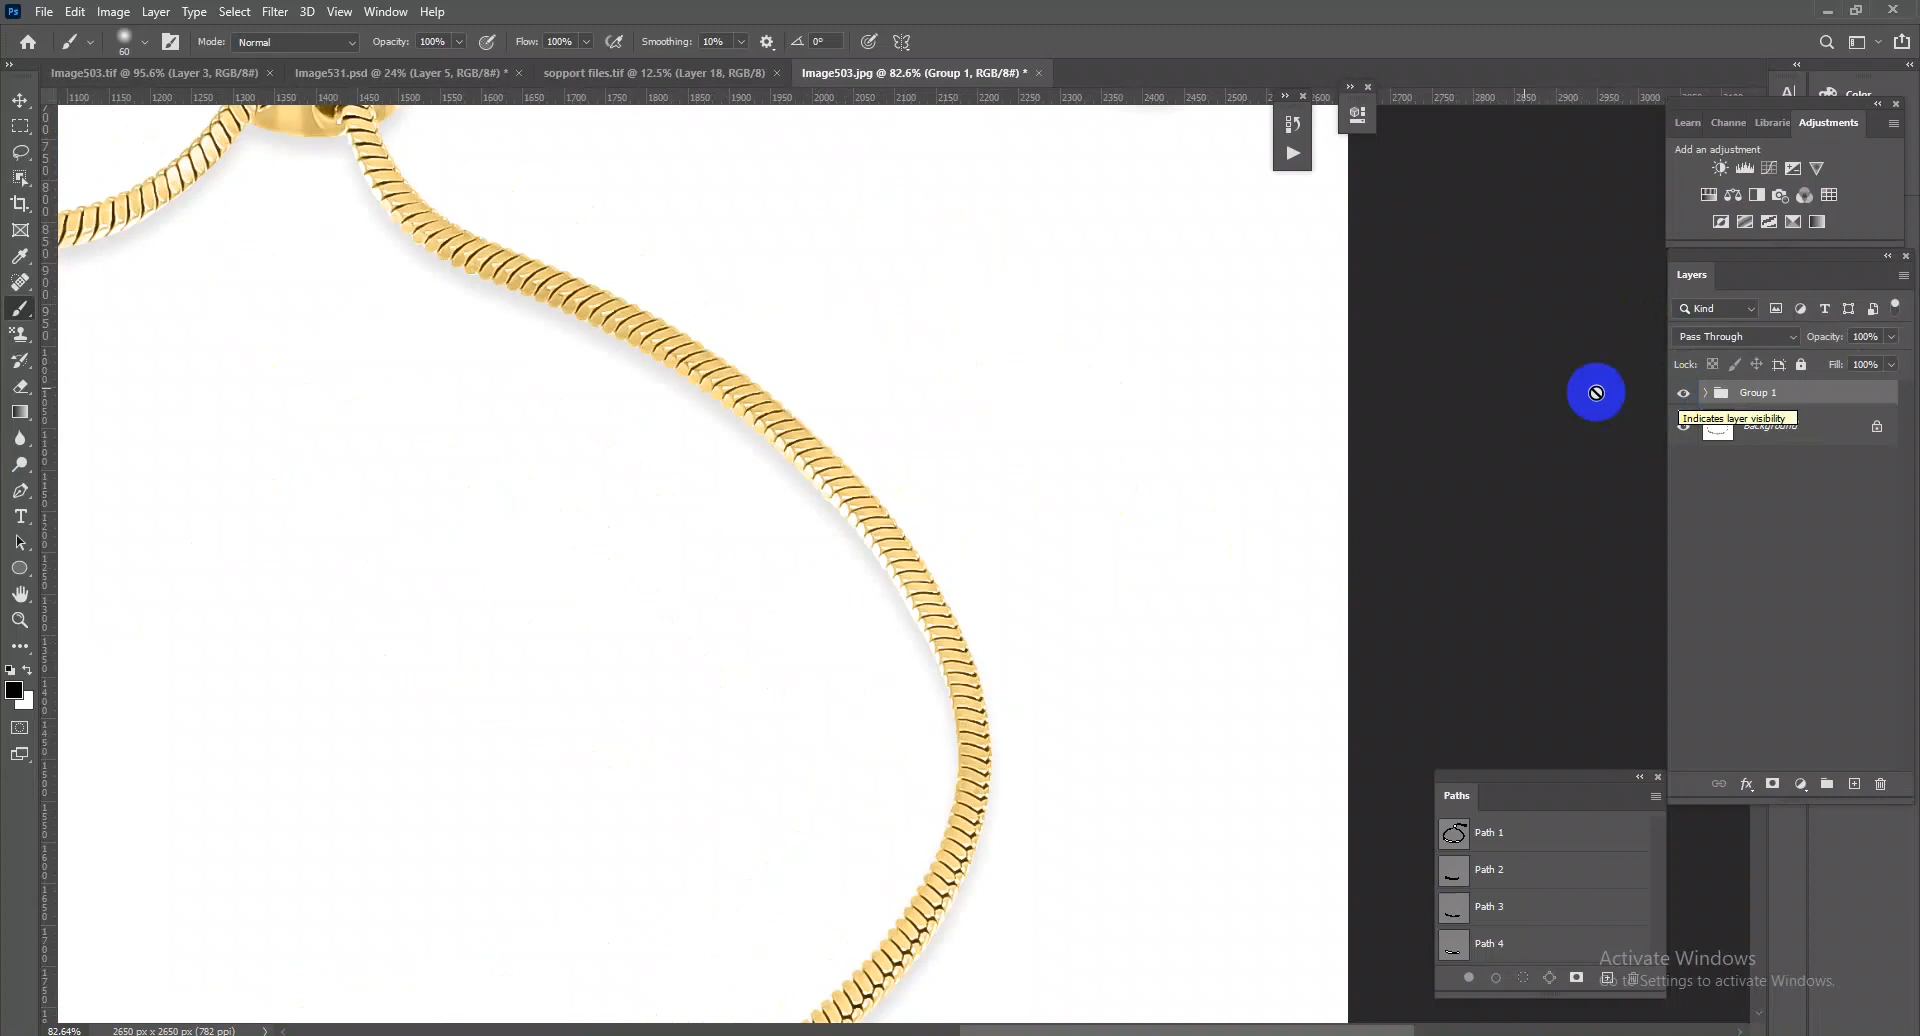 Ps File Edit Image Layer Type Select Filter 3D View Window Help
60 Mode: Normal Opacity: 100% Flow: 100% Smoothing: 10% 0°
Image503.tif @ 95.6% (Layer 3, RGB/8#) × Image531.psd @ 24% (Layer 5, RGB/8#) * × sopport files.tif @ 12.5% (Layer 18, RGB/8) × Image503.jpg @ 82.6% (Group 1, RGB/8#) * ×
1100 1150 1200 1250 1300 1350 1400 1450 1500 1550 1600 1650 1700 1750 1800 1850 1900 1950 2000 2050 2100 2150 2200 2250 2300 2350 2400 2450 2500 2600 2700 2750 2800 2850 2900 2950 3000
Color
Learn Channe Librarie Adjustments
Add an adjustment
Layers
Kind
Pass Through Opacity: 100%
Lock: Fill: 100%
Group 1
Indicates layer visibility
Background
fx
Paths
Path 1
Path 2
Path 3
Path 4
Activate Windows
Go to Settings to activate Windows.
82.64% 2650 px x 2650 px (782 ppi)